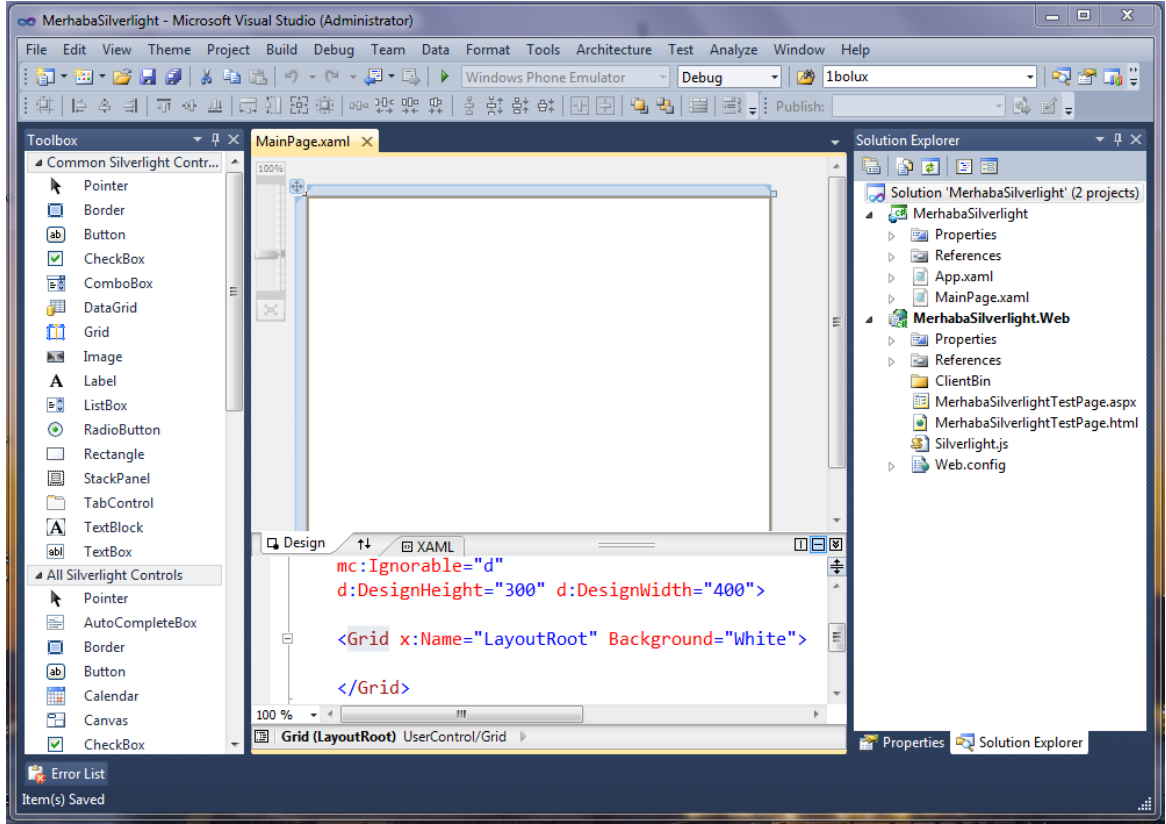 MerhabaSilverlight - Microsoft Visual Studio (Administrator)
File Edit View Theme Project Build Debug Team Data Format Tools Architecture Test Analyze Window Help
Windows Phone Emulator Debug 1bolux
Publish:
Toolbox
Common Silverlight Contr...
Pointer
Border
Button
CheckBox
ComboBox
DataGrid
Grid
Image
Label
ListBox
RadioButton
Rectangle
StackPanel
TabControl
TextBlock
TextBox
All Silverlight Controls
Pointer
AutoCompleteBox
Border
Button
Calendar
Canvas
CheckBox
MainPage.xaml
100%
Design XAML
mc:Ignorable="d"
d:DesignHeight="300" d:DesignWidth="400">
<Grid x:Name="LayoutRoot" Background="White">
</Grid>
100 %
Grid (LayoutRoot) UserControl/Grid
Solution Explorer
Solution 'MerhabaSilverlight' (2 projects)
MerhabaSilverlight
Properties
References
App.xaml
MainPage.xaml
MerhabaSilverlight.Web
Properties
References
ClientBin
MerhabaSilverlightTestPage.aspx
MerhabaSilverlightTestPage.html
Silverlight.js
Web.config
Properties Solution Explorer
Error List
Item(s) Saved